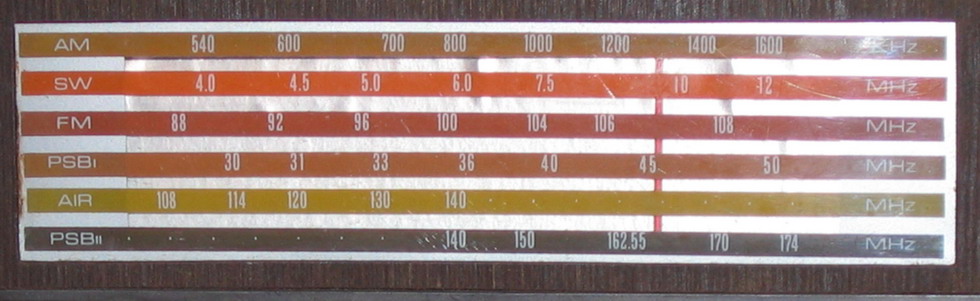 AM 540 600 700 800 1000 1200 1400 1600 KHz
SW 4.0 4.5 5.0 6.0 7.5 10 12 MHz
FM 88 92 96 100 104 106 108 MHz
PSBI 30 31 33 36 40 45 50 MHz
AIR 108 114 120 130 140 MHz
PSBII 140 150 162.55 170 174 MHz